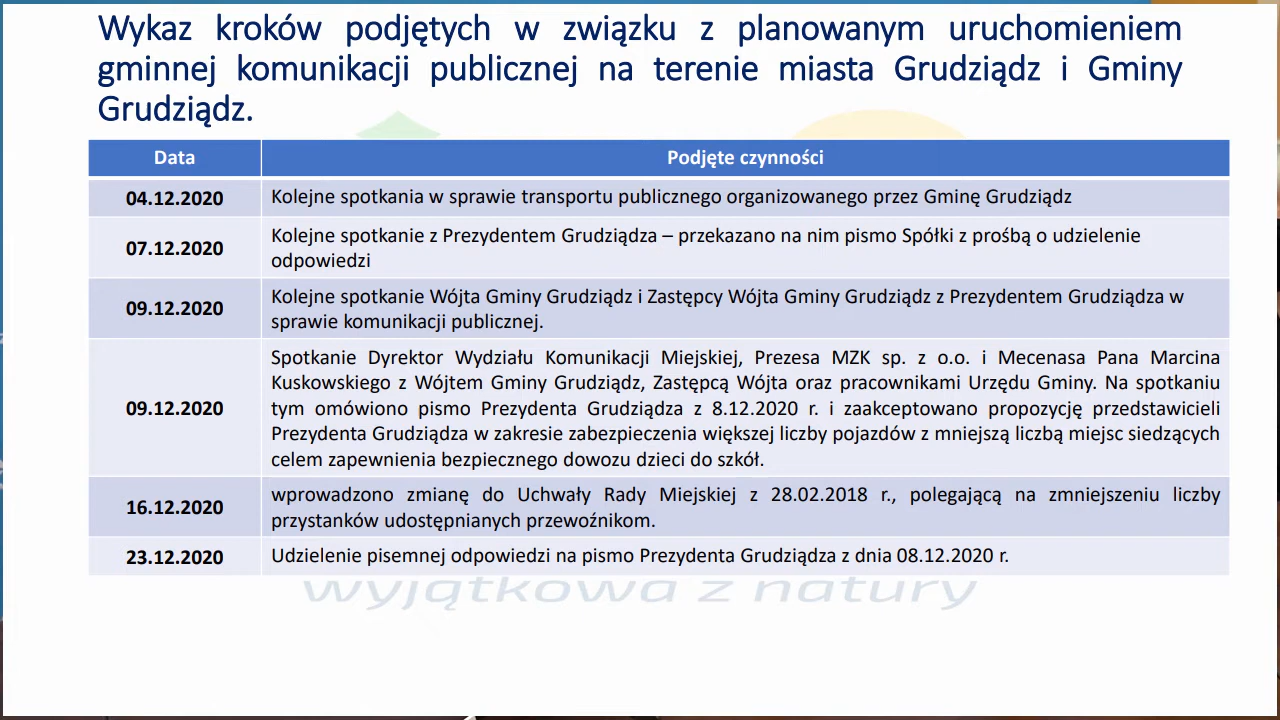 Wykaz kroków podjętych w związku z planowanym uruchomieniem
gminnej komunikacji publicznej na terenie miasta Grudziądz i Gminy
Grudziądz.
Data Podjęte czynności
04.12.2020 Kolejne spotkania w sprawie transportu publicznego organizowanego przez Gminę Grudziądz
07.12.2020 Kolejne spotkanie z Prezydentem Grudziądza – przekazano na nim pismo Spółki z prośbą o udzielenie
odpowiedzi
09.12.2020 Kolejne spotkanie Wójta Gminy Grudziądz i Zastępcy Wójta Gminy Grudziądz z Prezydentem Grudziądza w
sprawie komunikacji publicznej.
09.12.2020 Spotkanie Dyrektor Wydziału Komunikacji Miejskiej, Prezesa MZK sp. z o.o. i Mecenasa Pana Marcina
Kuskowskiego z Wójtem Gminy Grudziądz, Zastępcą Wójta oraz pracownikami Urzędu Gminy. Na spotkaniu
tym omówiono pismo Prezydenta Grudziądza z 8.12.2020 r. i zaakceptowano propozycję przedstawicieli
Prezydenta Grudziądza w zakresie zabezpieczenia większej liczby pojazdów z mniejszą liczbą miejsc siedzących
celem zapewnienia bezpiecznego dowozu dzieci do szkół.
16.12.2020 wprowadzono zmianę do Uchwały Rady Miejskiej z 28.02.2018 r., polegającą na zmniejszeniu liczby
przystanków udostępnianych przewoźnikom.
23.12.2020 Udzielenie pisemnej odpowiedzi na pismo Prezydenta Grudziądza z dnia 08.12.2020 r.
wyjątkowa z natury